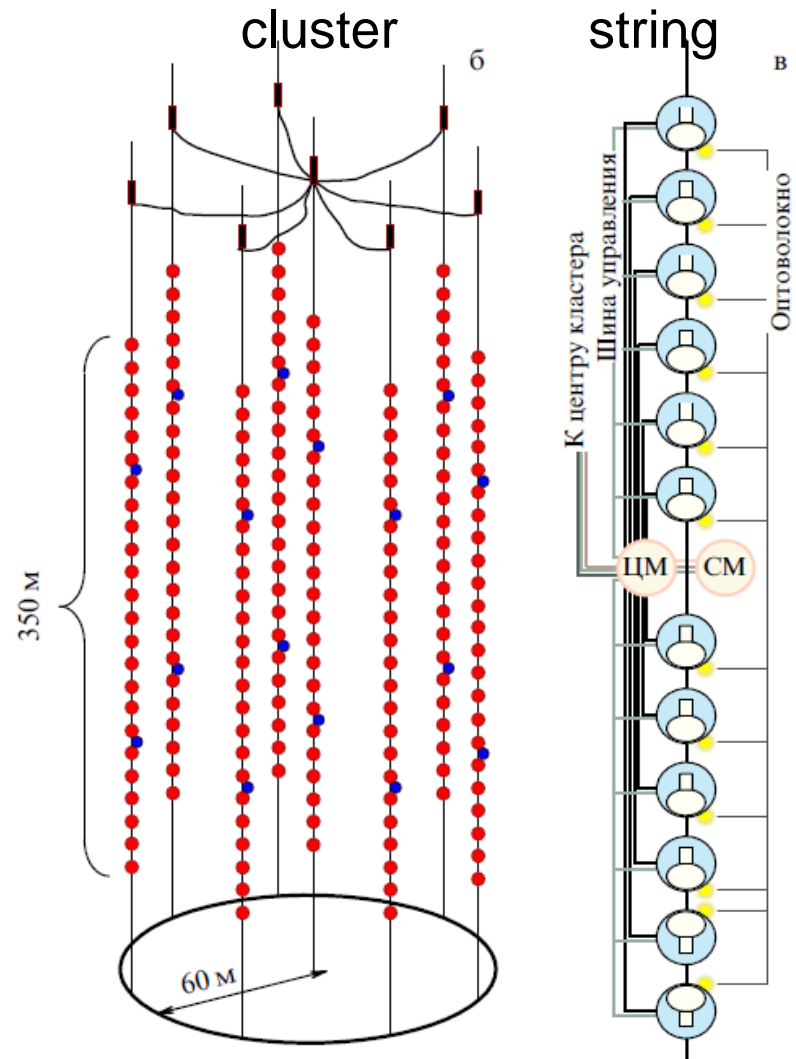 cluster
string
б
в
350 м
60 м
К центру кластера
Шина управления
Оптоволокно
ЦМ
СМ